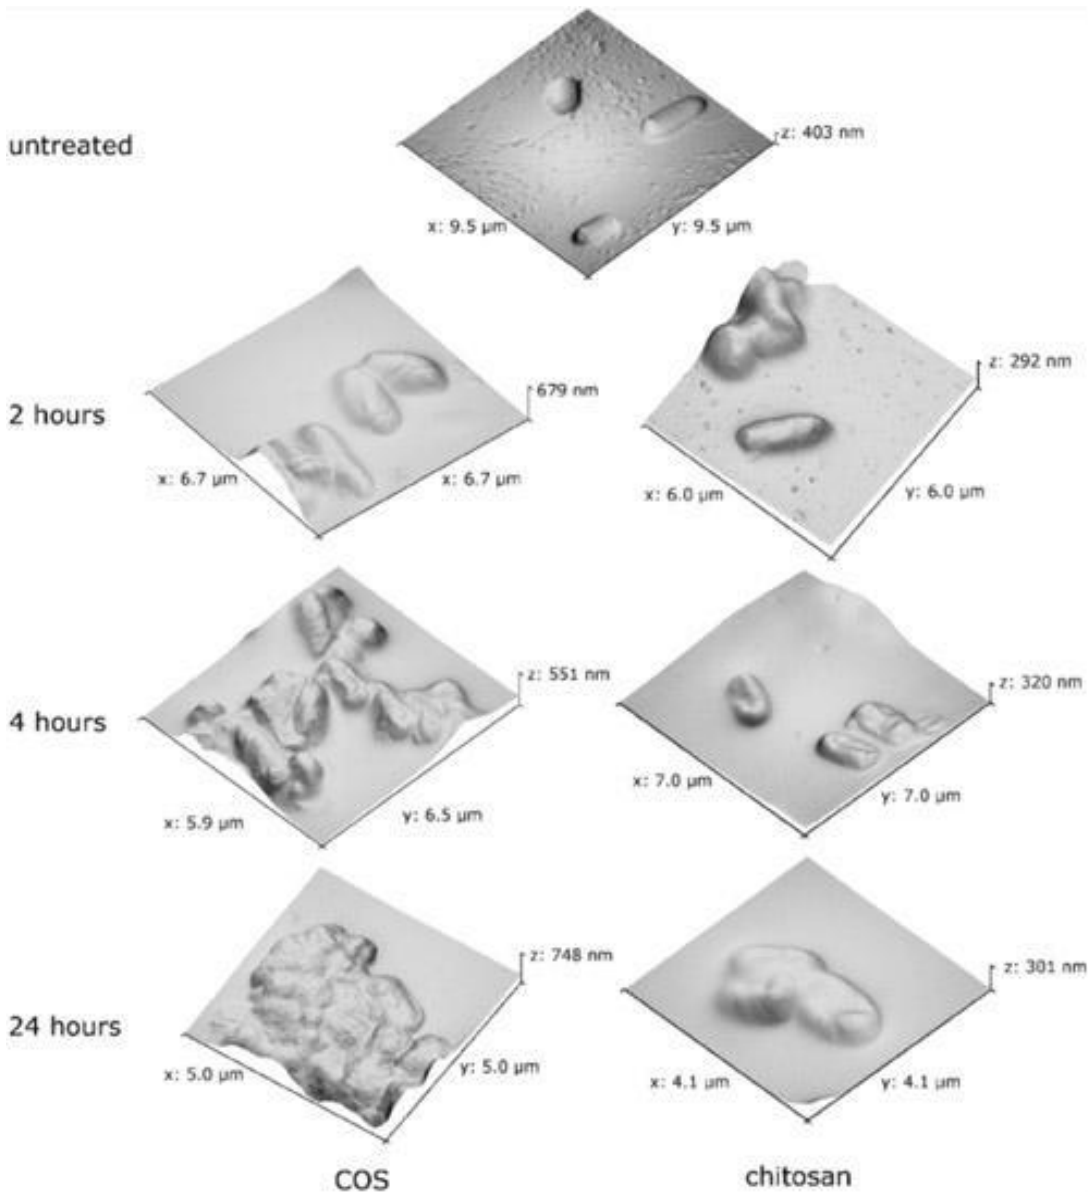 untreated
z: 403 nm
x: 9.5 µm
y: 9.5 µm
2 hours
679 nm
x: 6.7 µm
x: 6.7 µm
z: 292 nm
x: 6.0 µm
y: 6.0 µm
4 hours
z: 551 nm
x: 5.9 µm
y: 6.5 µm
z: 320 nm
x: 7.0 µm
y: 7.0 µm
24 hours
z: 748 nm
x: 5.0 µm
y: 5.0 µm
z: 301 nm
x: 4.1 µm
y: 4.1 µm
COS
chitosan